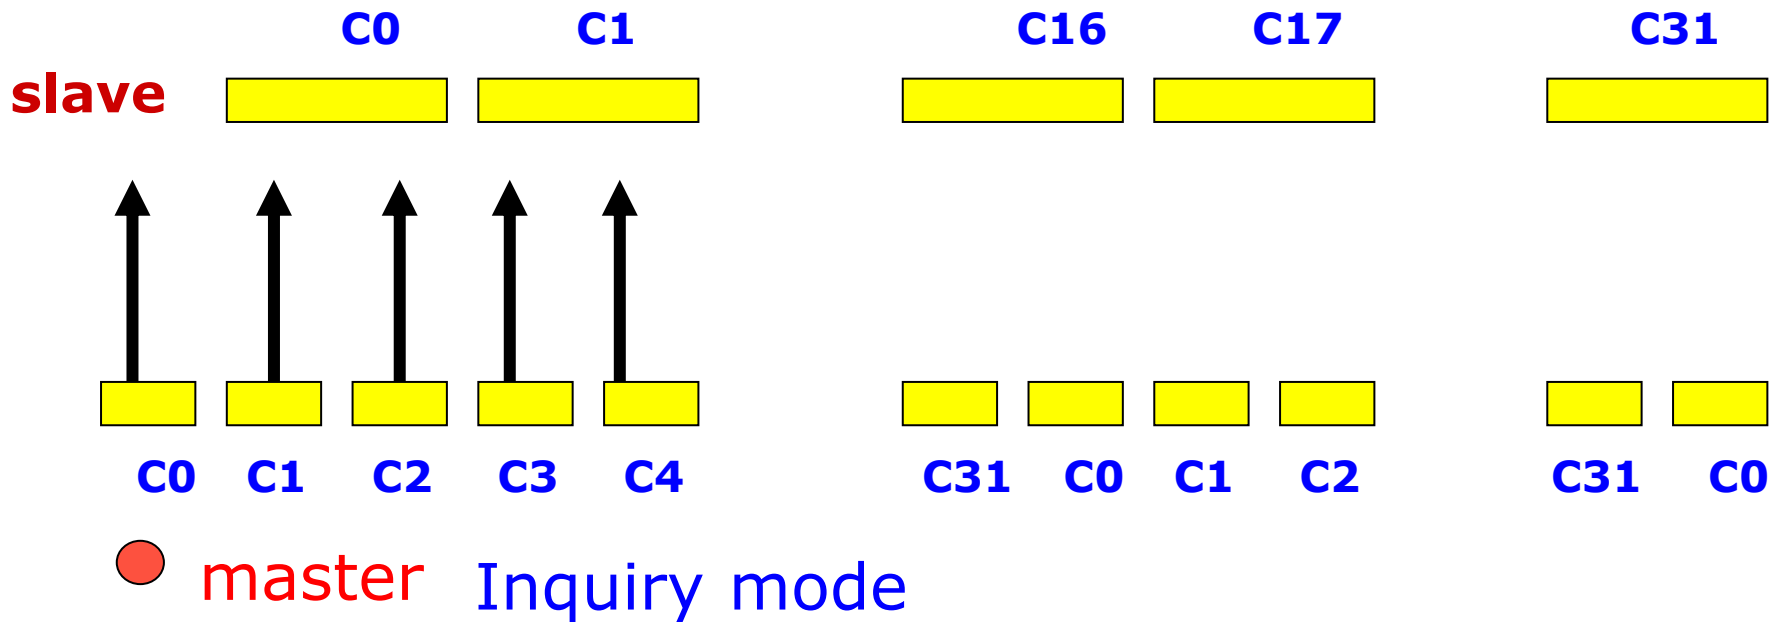 C0 C1 C16 C17 C31
slave
C0 C1 C2 C3 C4 C31 C0 C1 C2 C31 C0
master Inquiry mode